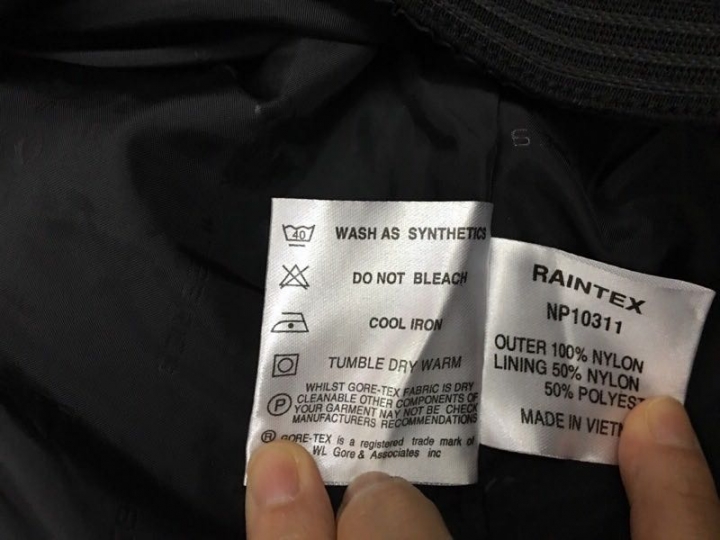 40 WASH AS SYNTHETICS
DO NOT BLEACH
COOL IRON
TUMBLE DRY WARM
P WHILST GORE-TEX FABRIC IS DRY
CLEANABLE OTHER COMPONENTS OF
YOUR GARMENT NAY NOT BE CHECK
MANUFACTURERS RECOMMENDATIONS
® GORE-TEX is a registered trade mark of
WL Gore & Associates inc
RAINTEX
NP10311
OUTER 100% NYLON
LINING 50% NYLON
50% POLYEST
MADE IN VIETN